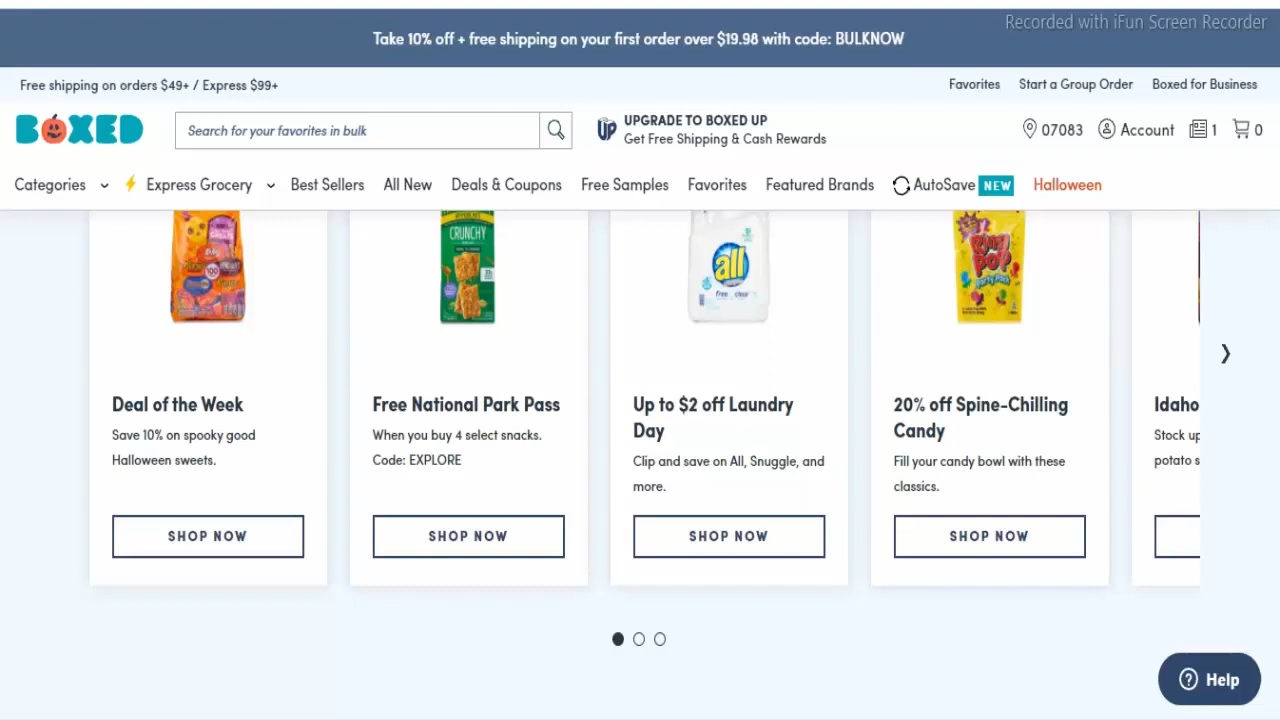 Recorded with iFun Screen Recorder
Take 10% off + free shipping on your first order over $19.98 with code: BULKNOW
Free shipping on orders $49+ / Express $99+
Favorites Start a Group Order Boxed for Business
BOXED
Search for your favorites in bulk
UP
UPGRADE TO BOXED UP
Get Free Shipping & Cash Rewards
07083 Account 1 0
Categories Express Grocery Best Sellers All New Deals & Coupons Free Samples Favorites Featured Brands AutoSave NEW Halloween
100
CRUNCHY
all
free clear
RING POP
Deal of the Week
Save 10% on spooky good
Halloween sweets.
SHOP NOW
Free National Park Pass
When you buy 4 select snacks.
Code: EXPLORE
SHOP NOW
Up to $2 off Laundry
Day
Clip and save on All, Snuggle, and
more.
SHOP NOW
20% off Spine-Chilling
Candy
Fill your candy bowl with these
classics.
SHOP NOW
Idaho
Stock up
potato s
? Help